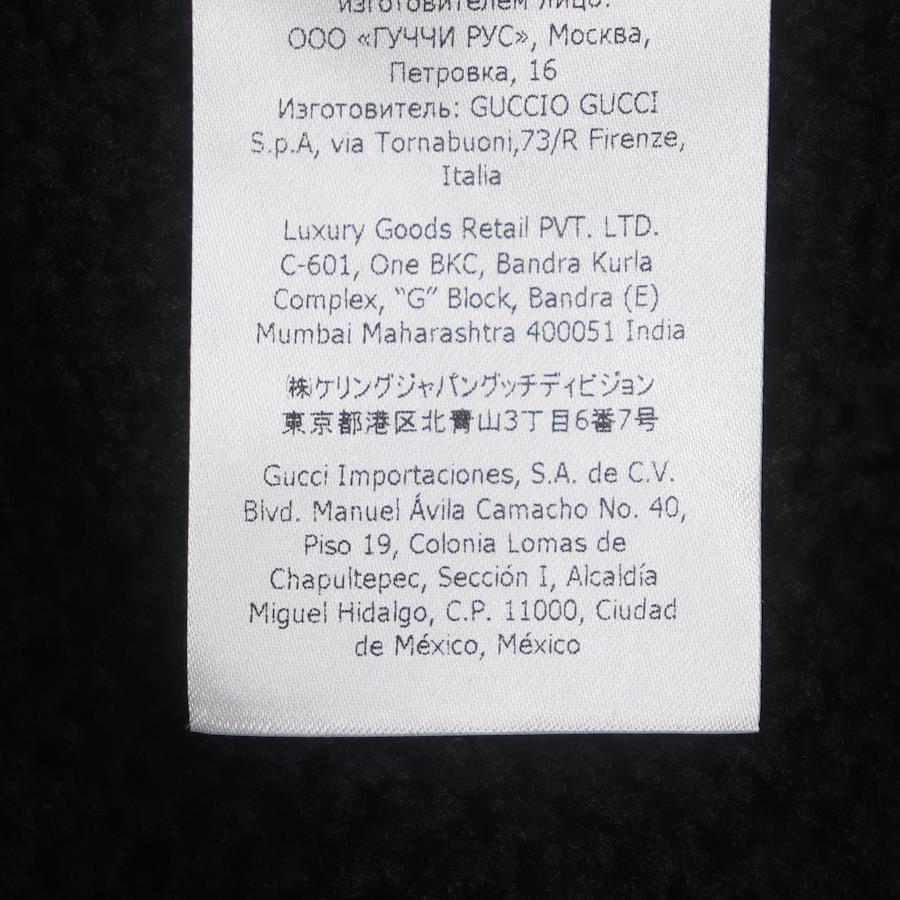 изготовителем лицо:
ООО «ГУЧЧИ РУС», Москва,
Петровка, 16
Изготовитель: GUCCIO GUCCI
S.p.A, via Tornabuoni,73/R Firenze,
Italia
Luxury Goods Retail PVT. LTD.
C-601, One BKC, Bandra Kurla
Complex, “G” Block, Bandra (E)
Mumbai Maharashtra 400051 India
㈱ケリングジャパングッチディビジョン
東京都港区北青山3丁目6番7号
Gucci Importaciones, S.A. de C.V.
Blvd. Manuel Ávila Camacho No. 40,
Piso 19, Colonia Lomas de
Chapultepec, Sección I, Alcaldía
Miguel Hidalgo, C.P. 11000, Ciudad
de México, México